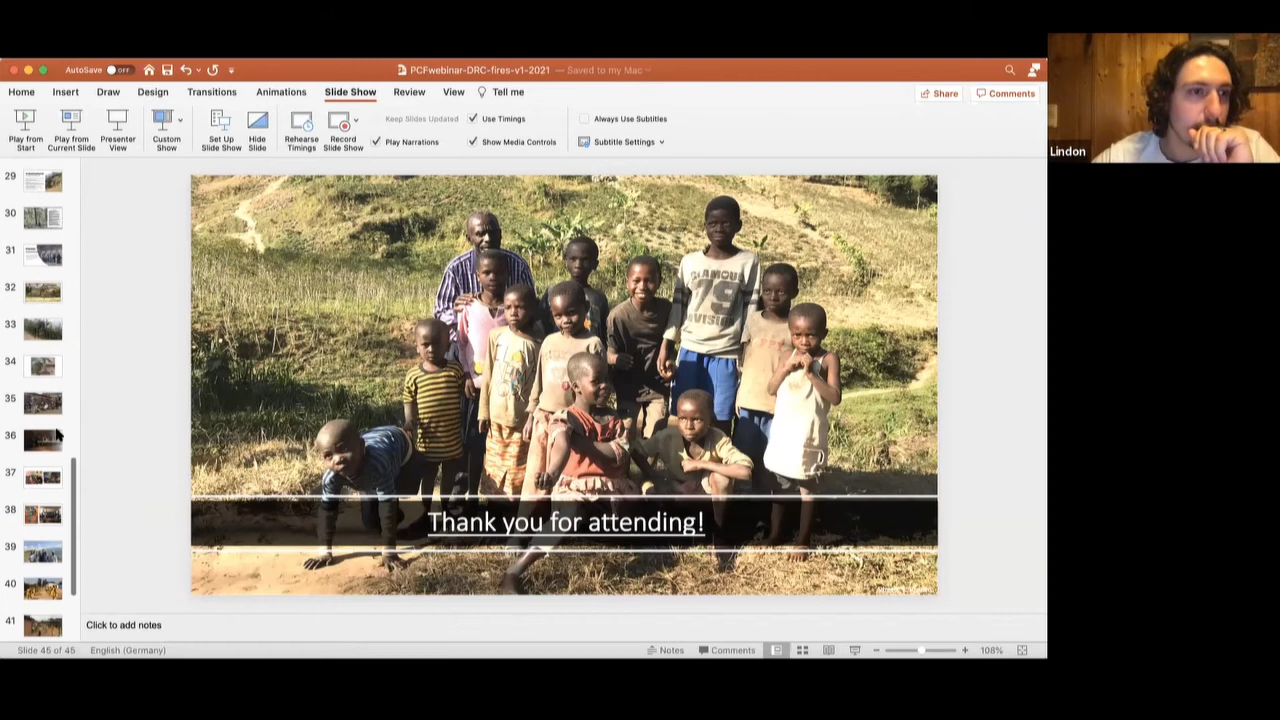 AutoSave OFF
PCFwebinar-DRC-fires-v1-2021 — Saved to my Mac
Home Insert Draw Design Transitions Animations Slide Show Review View Tell me
Share Comments
Play from Start
Play from Current Slide
Presenter View
Custom Show
Set Up Slide Show
Hide Slide
Rehearse Timings
Record Slide Show
Keep Slides Updated
Use Timings
Play Narrations
Show Media Controls
Always Use Subtitles
Subtitle Settings
Lindon
29
30
31
32
33
34
35
36
37
38
39
40
41
GLAMOUR
79
DIVISION
Thank you for attending!
Click to add notes
Slide 45 of 45 English (Germany) Notes Comments 108%